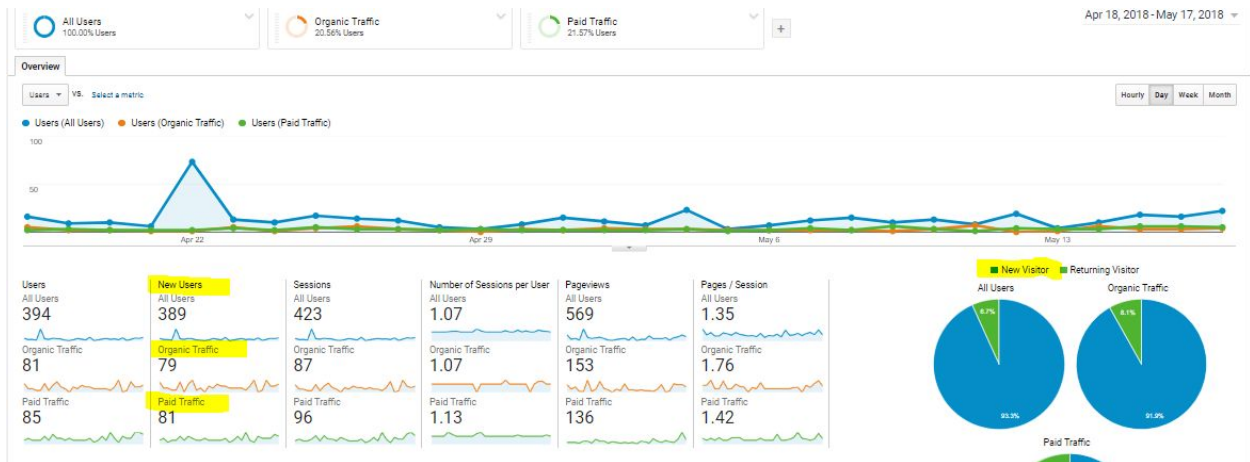 All Users
100.00% Users
Organic Traffic
20.56% Users
Paid Traffic
21.57% Users
+
Apr 18, 2018 - May 17, 2018
Overview
Users VS. Select a metric
Hourly Day Week Month
Users (All Users) Users (Organic Traffic) Users (Paid Traffic)
100
50
Apr 22 Apr 29 May 6 May 13
New Visitor Returning Visitor
Users
All Users
394
Organic Traffic
81
Paid Traffic
85
New Users
All Users
389
Organic Traffic
79
Paid Traffic
81
Sessions
All Users
423
Organic Traffic
87
Paid Traffic
96
Number of Sessions per User
All Users
1.07
Organic Traffic
1.07
Paid Traffic
1.13
Pageviews
All Users
569
Organic Traffic
153
Paid Traffic
136
Pages / Session
All Users
1.35
Organic Traffic
1.76
Paid Traffic
1.42
All Users
6.7%
93.3%
Organic Traffic
8.1%
91.9%
Paid Traffic